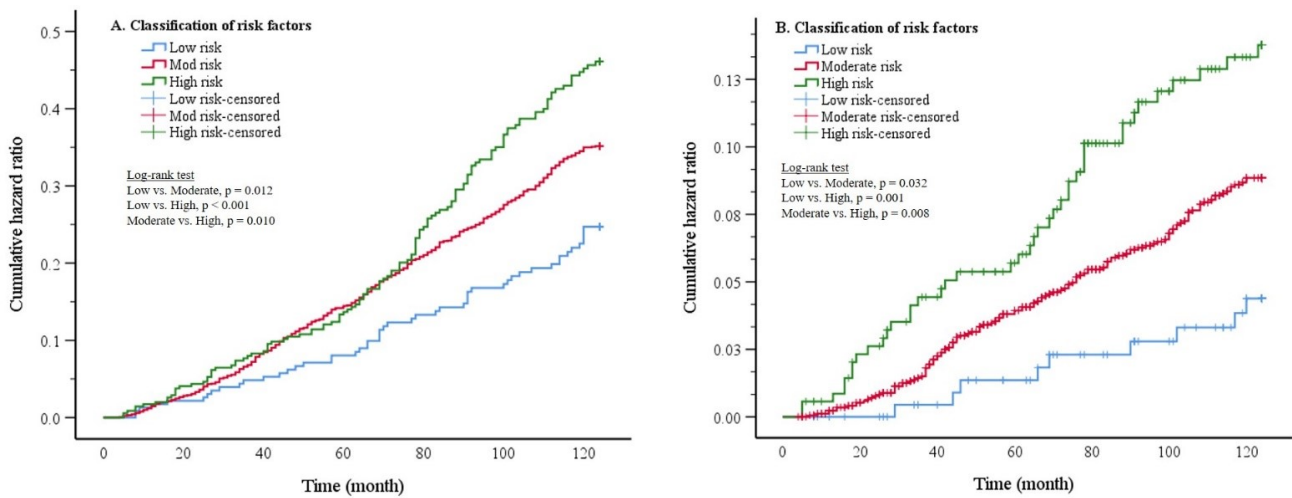 A. Classification of risk factors
Low risk
Mod risk
High risk
Low risk-censored
Mod risk-censored
High risk-censored
Log-rank test
Low vs. Moderate, p = 0.012
Low vs. High, p < 0.001
Moderate vs. High, p = 0.010
Cumulative hazard ratio
0.5
0.4
0.3
0.2
0.1
0.0
0
20
40
60
80
100
120
Time (month)
B. Classification of risk factors
Low risk
Moderate risk
High risk
Low risk-censored
Moderate risk-censored
High risk-censored
Log-rank test
Low vs. Moderate, p = 0.032
Low vs. High, p = 0.001
Moderate vs. High, p = 0.008
Cumulative hazard ratio
0.13
0.10
0.08
0.05
0.03
0.00
0
20
40
60
80
100
120
Time (month)